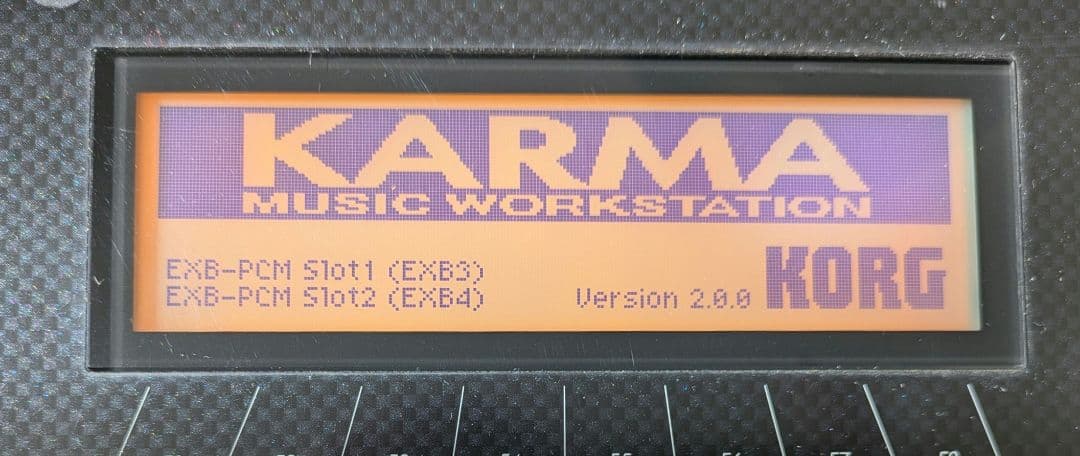 KARMA
MUSIC WORKSTATION
EXB-PCM Slot1 (EXB3)
EXB-PCM Slot2 (EXB4)
Version 2.0.0
KORG